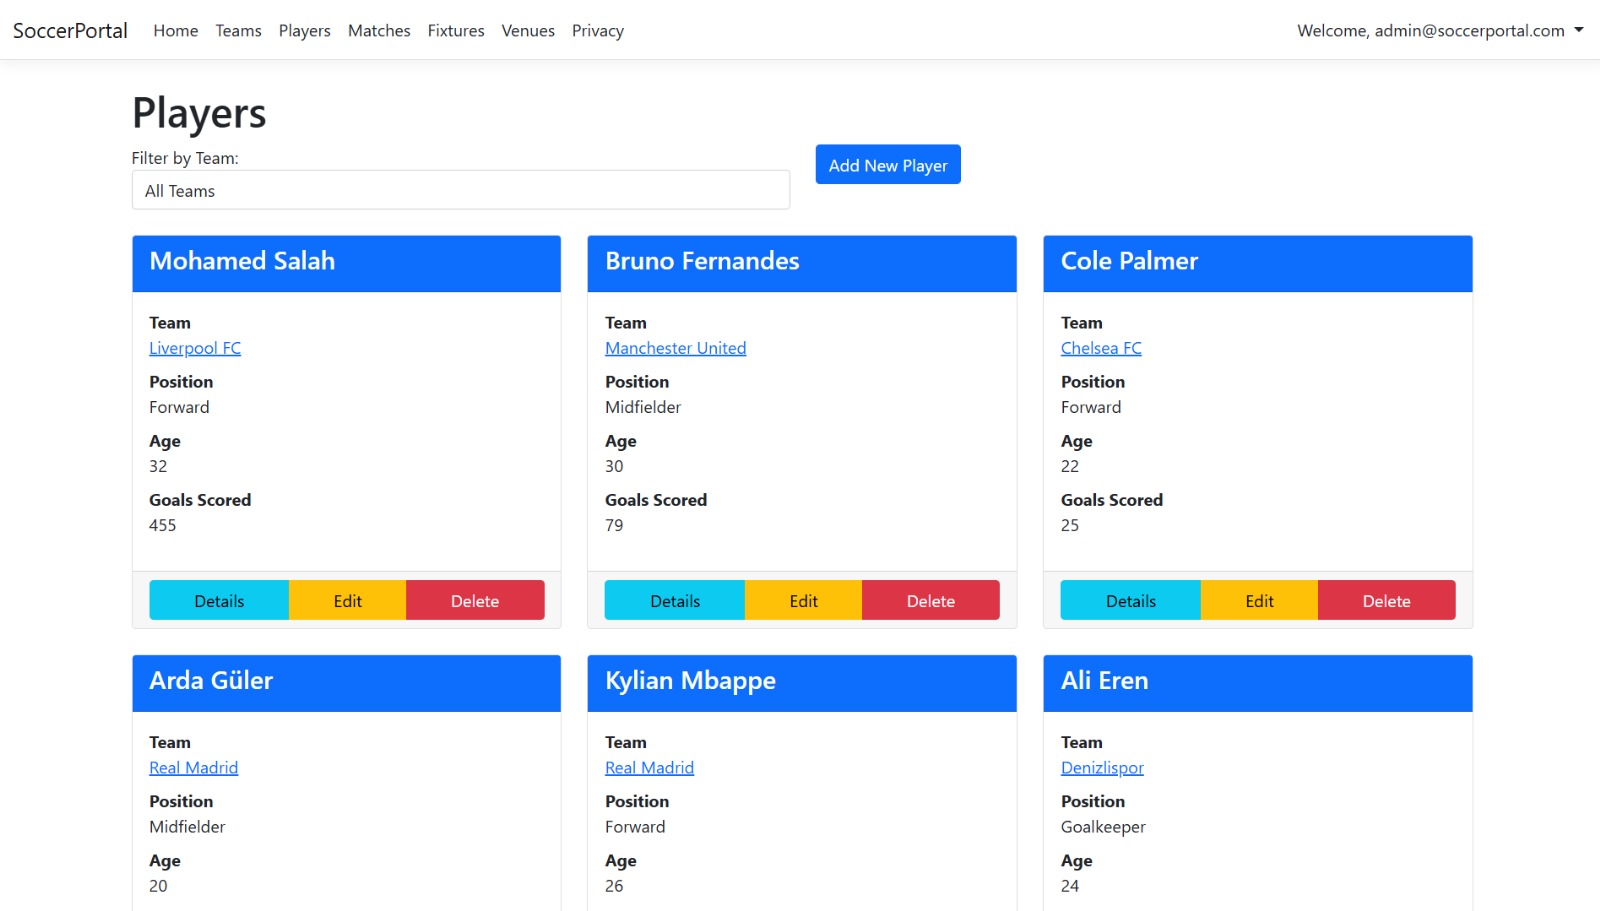 SoccerPortal Home Teams Players Matches Fixtures Venues Privacy Welcome, admin@soccerportal.com
Players
Filter by Team:
All Teams
Add New Player
Mohamed Salah
Team
Liverpool FC
Position
Forward
Age
32
Goals Scored
455
Details Edit Delete
Bruno Fernandes
Team
Manchester United
Position
Midfielder
Age
30
Goals Scored
79
Details Edit Delete
Cole Palmer
Team
Chelsea FC
Position
Forward
Age
22
Goals Scored
25
Details Edit Delete
Arda Güler
Team
Real Madrid
Position
Midfielder
Age
20
Kylian Mbappe
Team
Real Madrid
Position
Forward
Age
26
Ali Eren
Team
Denizlispor
Position
Goalkeeper
Age
24